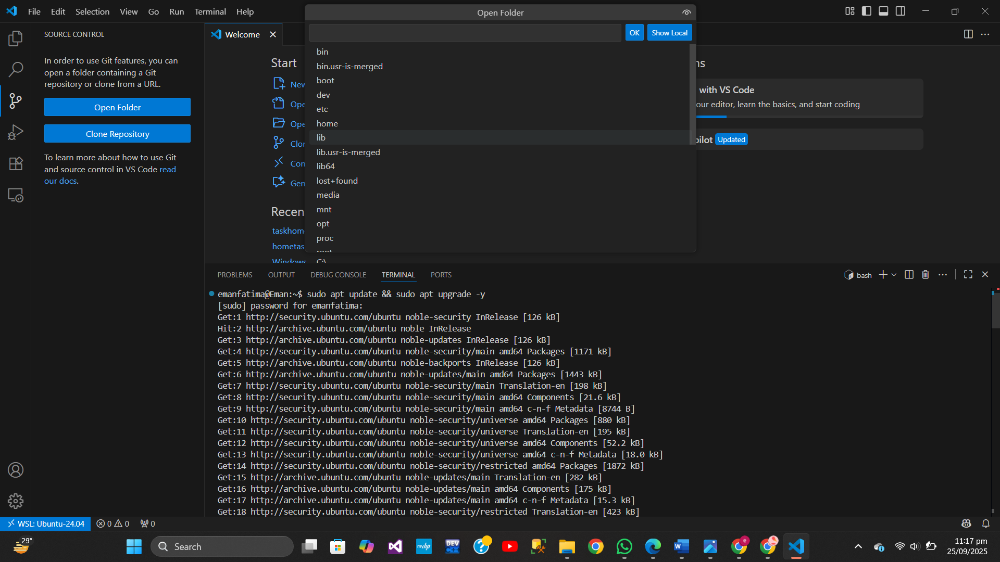 File Edit Selection View Go Run Terminal Help
Open Folder
SOURCE CONTROL
Welcome
OK
Show Local
In order to use Git features, you can
open a folder containing a Git
repository or clone from a URL.
Open Folder
Clone Repository
To learn more about how to use Git
and source control in VS Code read
our docs.
Start
New
Ope
Ope
Clor
Con
Gen
Recen
taskhom
hometas
Windows
C:\
bin
bin.usr-is-merged
boot
dev
etc
home
lib
lib.usr-is-merged
lib64
lost+found
media
mnt
opt
proc
root
ns
with VS Code
our editor, learn the basics, and start coding
pilot Updated
PROBLEMS OUTPUT DEBUG CONSOLE TERMINAL PORTS
bash
emanfatima@Eman:~$ sudo apt update && sudo apt upgrade -y
[sudo] password for emanfatima:
Get:1 http://security.ubuntu.com/ubuntu noble-security InRelease [126 kB]
Hit:2 http://archive.ubuntu.com/ubuntu noble InRelease
Get:3 http://archive.ubuntu.com/ubuntu noble-updates InRelease [126 kB]
Get:4 http://security.ubuntu.com/ubuntu noble-security/main amd64 Packages [1171 kB]
Get:5 http://archive.ubuntu.com/ubuntu noble-backports InRelease [126 kB]
Get:6 http://archive.ubuntu.com/ubuntu noble-updates/main amd64 Packages [1443 kB]
Get:7 http://security.ubuntu.com/ubuntu noble-security/main Translation-en [198 kB]
Get:8 http://security.ubuntu.com/ubuntu noble-security/main amd64 Components [21.6 kB]
Get:9 http://security.ubuntu.com/ubuntu noble-security/main amd64 c-n-f Metadata [8744 B]
Get:10 http://security.ubuntu.com/ubuntu noble-security/universe amd64 Packages [880 kB]
Get:11 http://security.ubuntu.com/ubuntu noble-security/universe Translation-en [195 kB]
Get:12 http://security.ubuntu.com/ubuntu noble-security/universe amd64 Components [52.2 kB]
Get:13 http://security.ubuntu.com/ubuntu noble-security/universe amd64 c-n-f Metadata [18.0 kB]
Get:14 http://security.ubuntu.com/ubuntu noble-security/restricted amd64 Packages [1872 kB]
Get:15 http://archive.ubuntu.com/ubuntu noble-updates/main Translation-en [282 kB]
Get:16 http://archive.ubuntu.com/ubuntu noble-updates/main amd64 Components [175 kB]
Get:17 http://archive.ubuntu.com/ubuntu noble-updates/main amd64 c-n-f Metadata [15.3 kB]
Get:18 http://security.ubuntu.com/ubuntu noble-security/restricted Translation-en [423 kB]
WSL: Ubuntu-24.04 0 0 0
29°
Search
myhp
DEV
C++
11:17 pm
25/09/2025